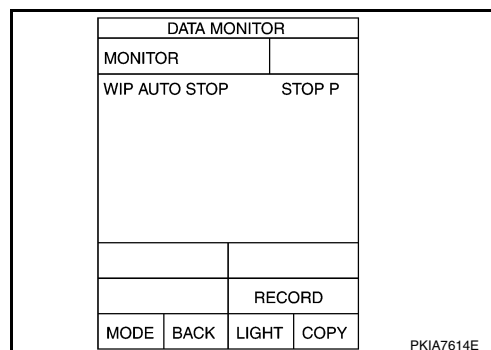 DATA MONITOR
MONITOR
WIP AUTO STOP STOP P
RECORD
MODE BACK LIGHT COPY
PKIA7614E